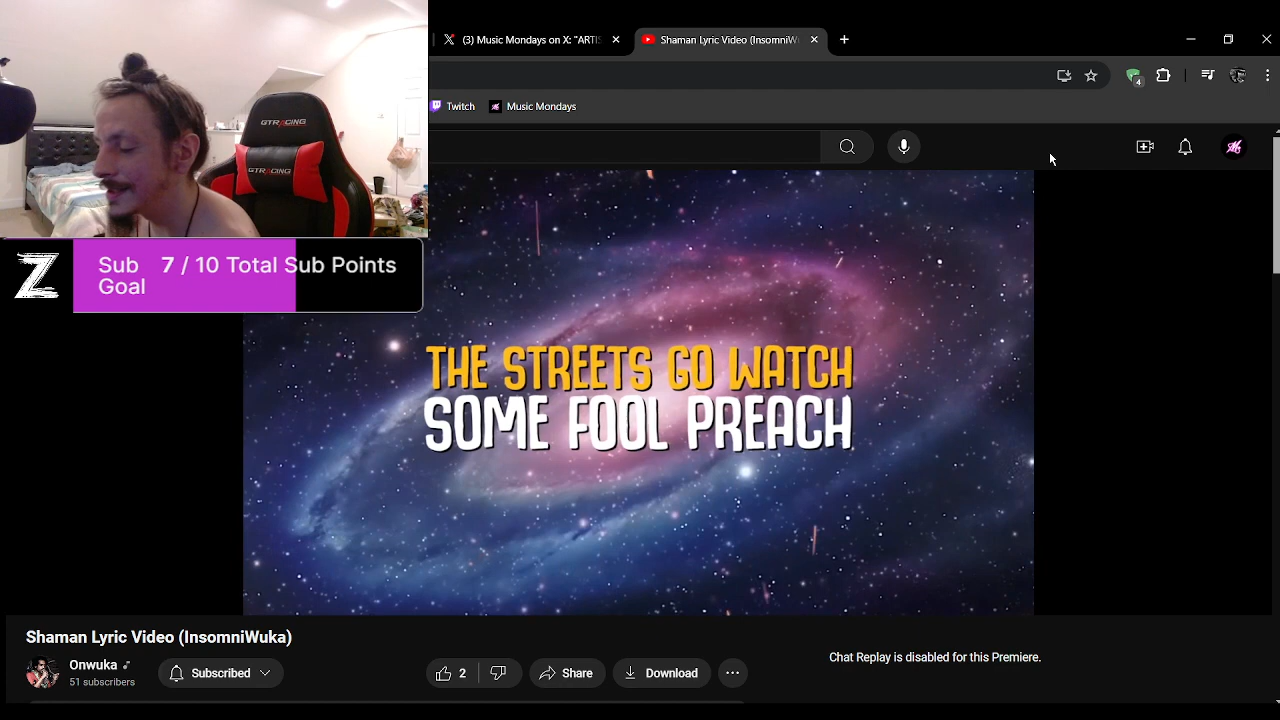 (3) Music Mondays on X: "ARTIS
Shaman Lyric Video (InsomniW
4
Twitch
Music Mondays
GTRACING
GTRACING
Z
Sub Goal
7 / 10 Total Sub Points
THE STREETS GO WATCH
SOME FOOL PREACH
Shaman Lyric Video (InsomniWuka)
Onwuka
51 subscribers
Subscribed
2
Share
Download
Chat Replay is disabled for this Premiere.